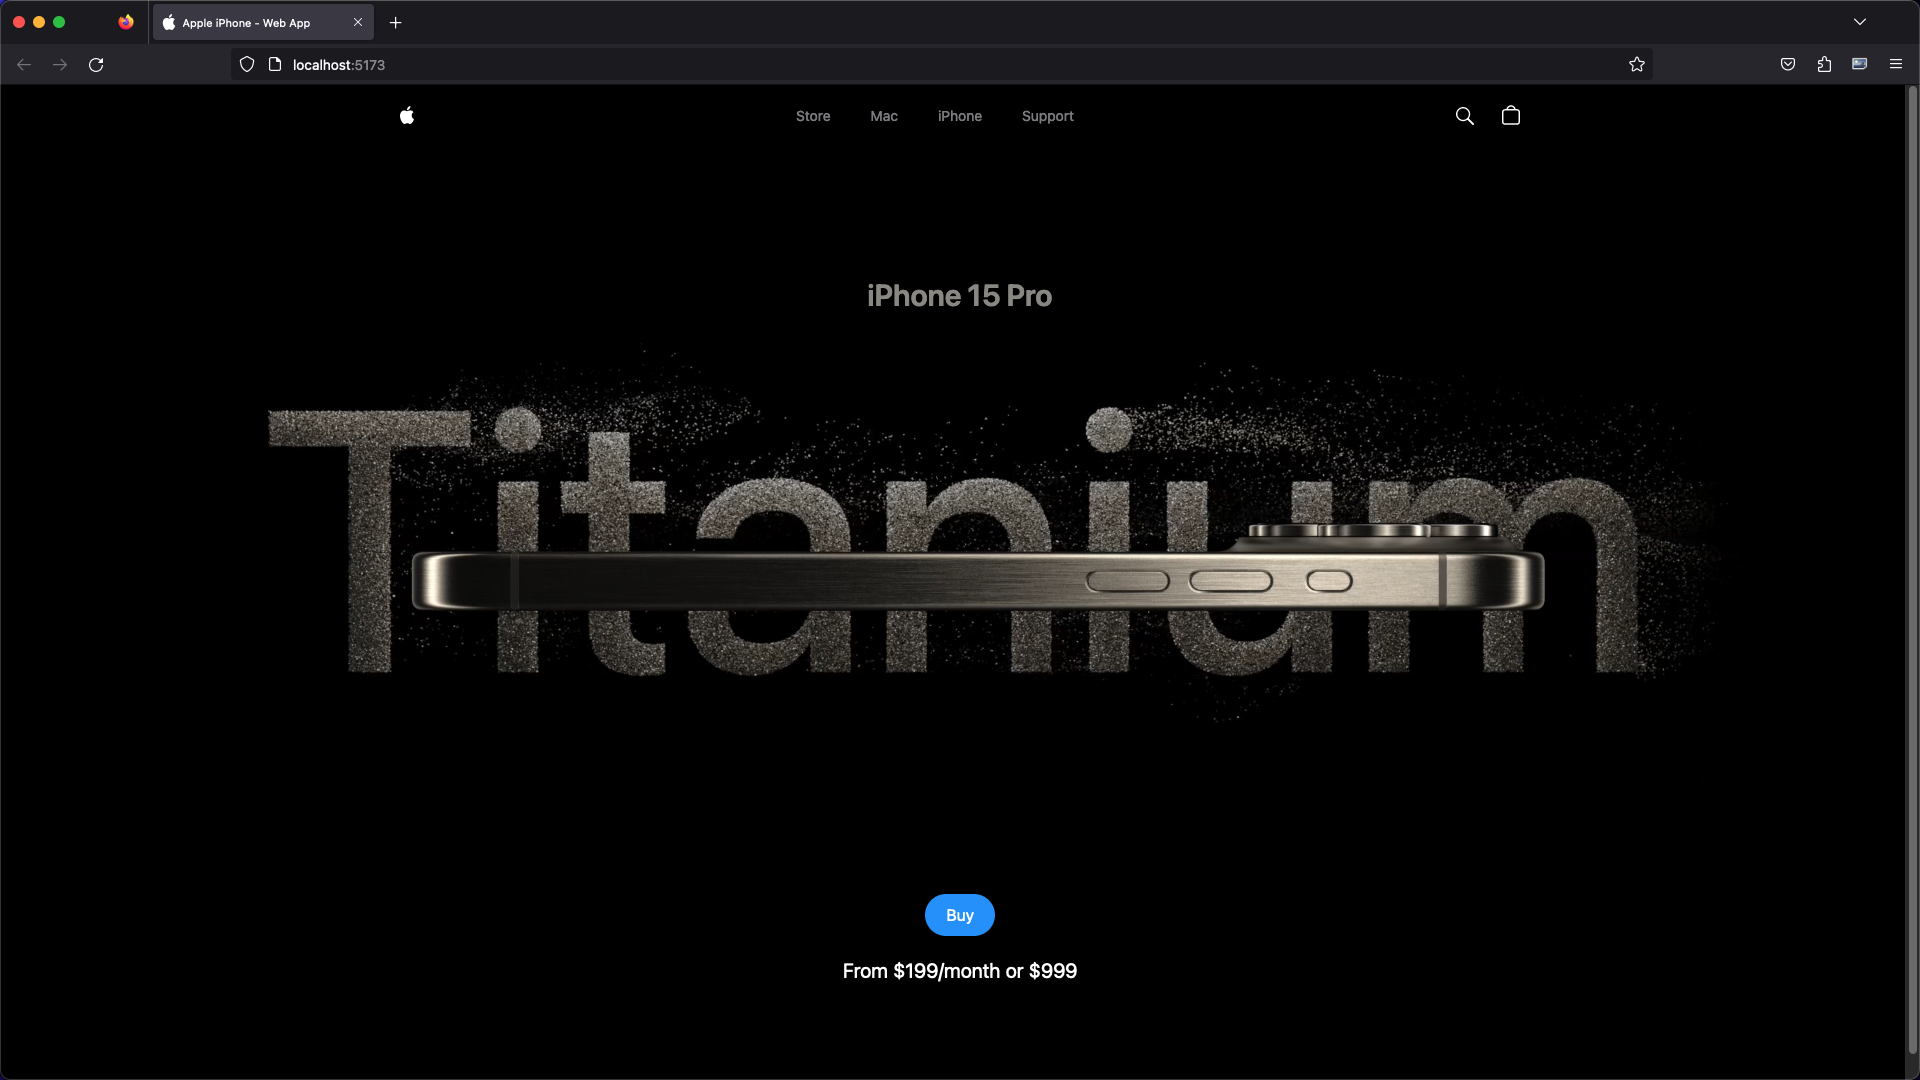 Apple iPhone - Web App
localhost:5173
Store Mac iPhone Support
iPhone 15 Pro
Titanium
Buy
From $199/month or $999